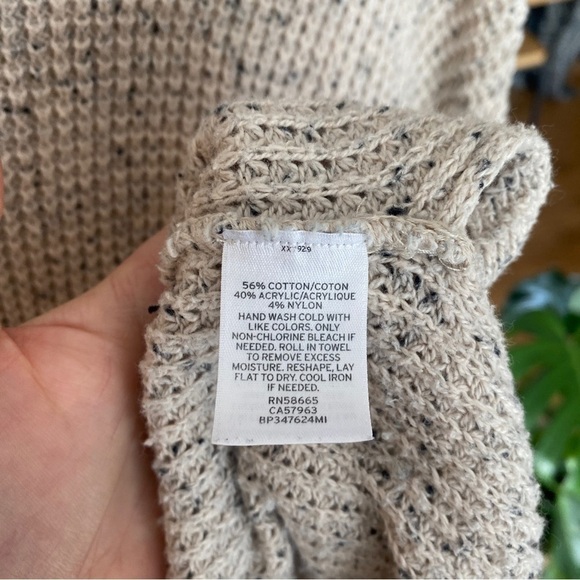 56% COTTON/COTON
40% ACRYLIC/ACRYLIQUE
4% NYLON
HAND WASH COLD WITH
LIKE COLORS. ONLY
NON-CHLORINE BLEACH IF
NEEDED. ROLL IN TOWEL
TO REMOVE EXCESS
MOISTURE. RESHAPE, LAY
FLAT TO DRY. COOL IRON
IF NEEDED.
RN58665
CA57963
BP347624MI